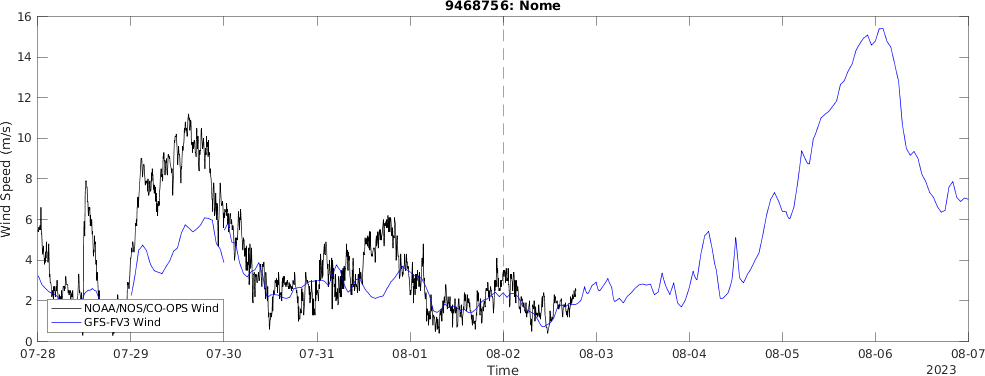 9468756: Nome
Wind Speed (m/s)
16
14
12
10
8
6
4
2
0
NOAA/NOS/CO-OPS Wind
GFS-FV3 Wind
07-28 07-29 07-30 07-31 08-01 08-02 08-03 08-04 08-05 08-06 08-07
Time
2023